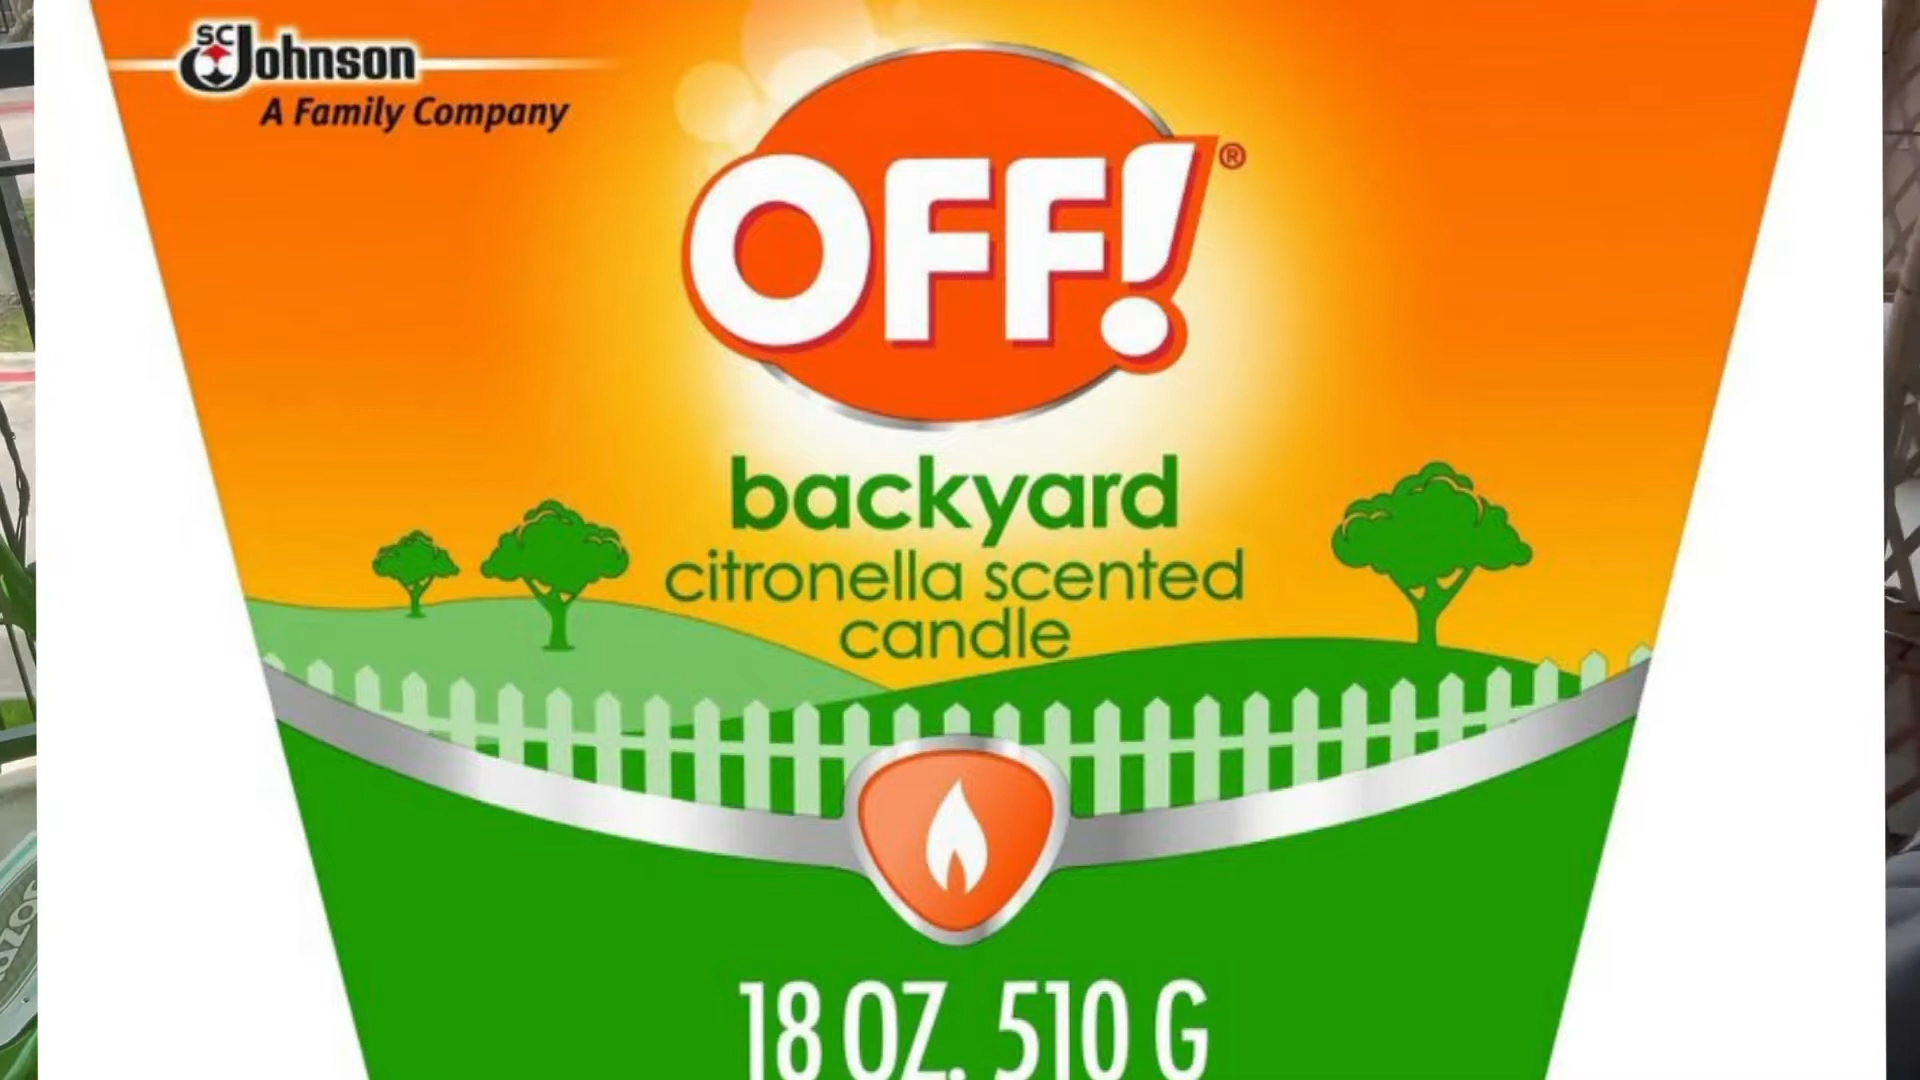 SC Johnson
A Family Company
OFF!®
backyard
citronella scented
candle
18 OZ. 510 G